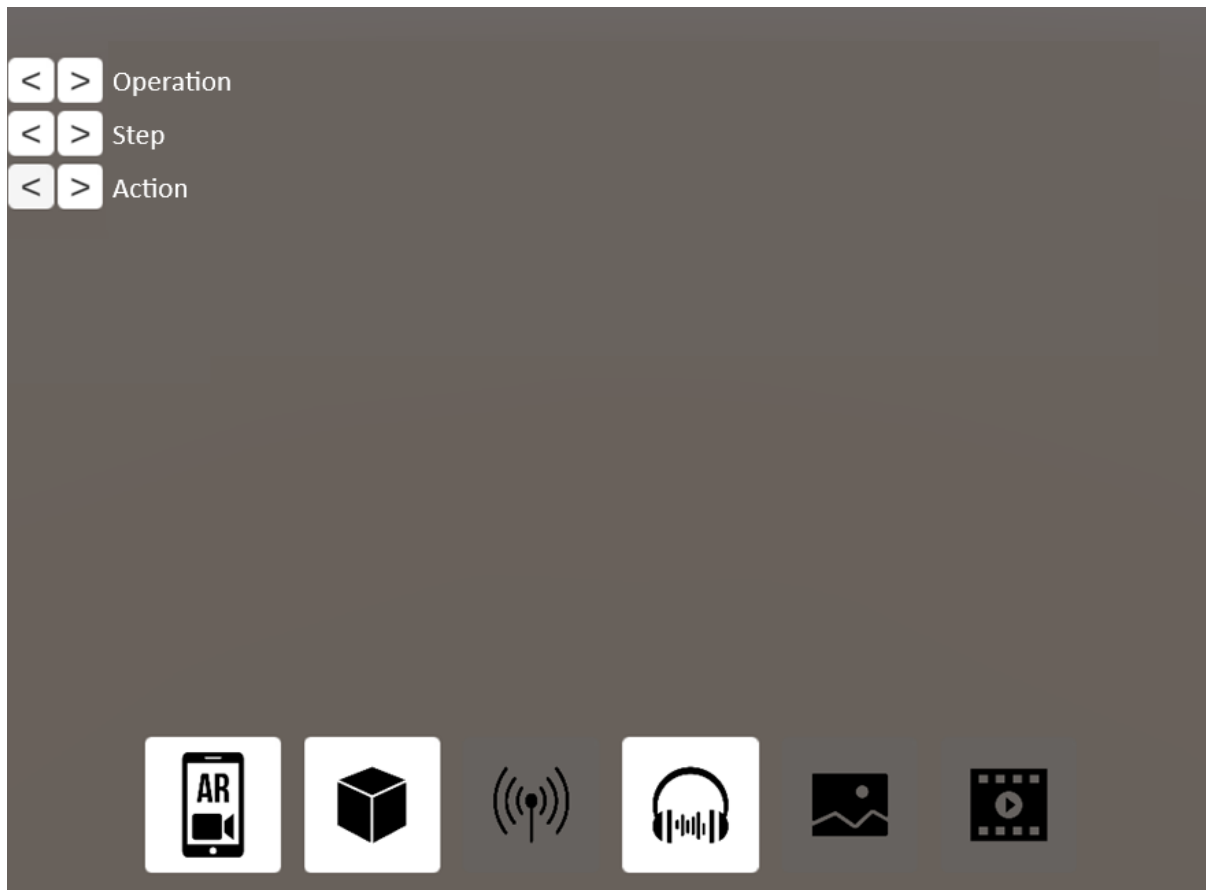 < > Operation
< > Step
< > Action
AR